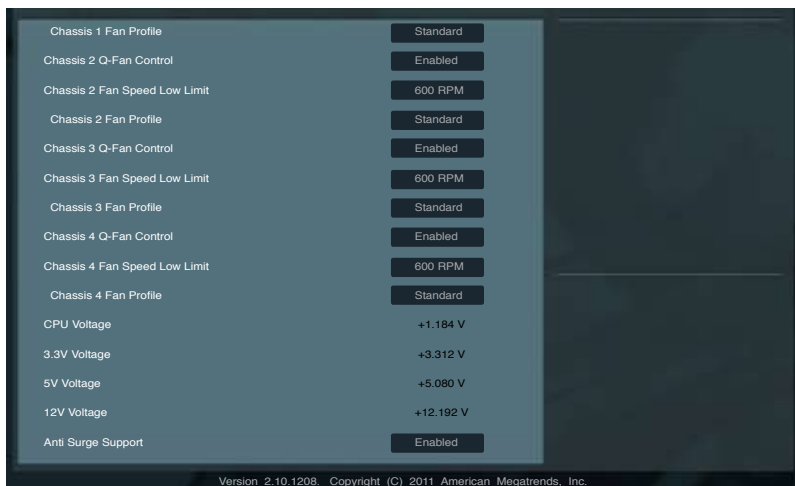 Chassis 1 Fan Profile Standard
Chassis 2 Q-Fan Control Enabled
Chassis 2 Fan Speed Low Limit 600 RPM
Chassis 2 Fan Profile Standard
Chassis 3 Q-Fan Control Enabled
Chassis 3 Fan Speed Low Limit 600 RPM
Chassis 3 Fan Profile Standard
Chassis 4 Q-Fan Control Enabled
Chassis 4 Fan Speed Low Limit 600 RPM
Chassis 4 Fan Profile Standard
CPU Voltage +1.184 V
3.3V Voltage +3.312 V
5V Voltage +5.080 V
12V Voltage +12.192 V
Anti Surge Support Enabled
Version 2.10.1208. Copyright (C) 2011 American Megatrends, Inc.